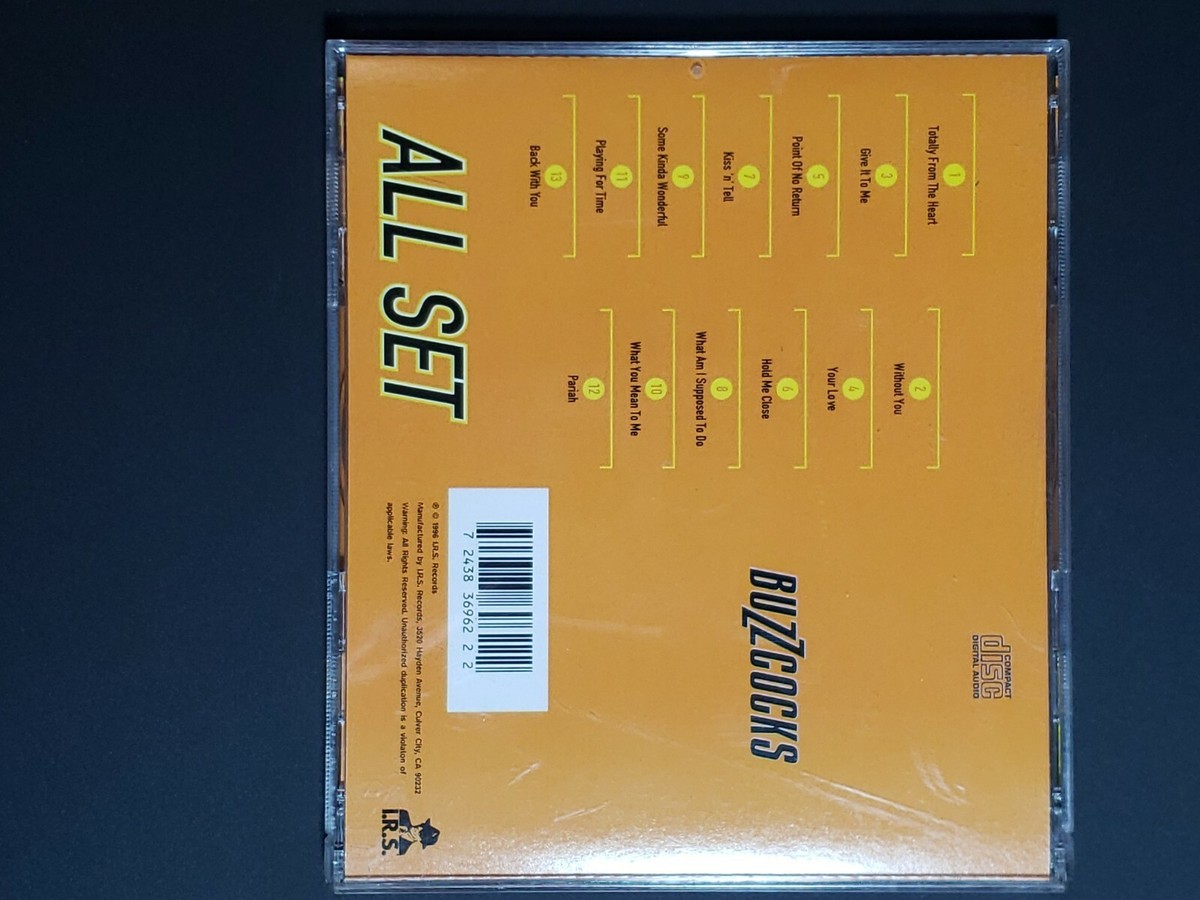 COMPACT
disc
DIGITAL AUDIO
1
Totally From The Heart
2
Without You
3
Give It To Me
4
Your Love
5
Point Of No Return
6
Hold Me Close
7
Kiss 'n' Tell
8
What Am I Supposed To Do
9
Some Kinda Wonderful
10
What You Mean To Me
11
Playing For Time
12
Pariah
13
Back With You
BUZZCOCKS
ALL SET
7 2438 36962 2 2
℗ © 1996 I.R.S. Records
Manufactured by I.R.S. Records, 3520 Hayden Avenue, Culver City, CA 90232
Warning: All Rights Reserved. Unauthorized duplication is a violaton of
applicable laws.
I.R.S.